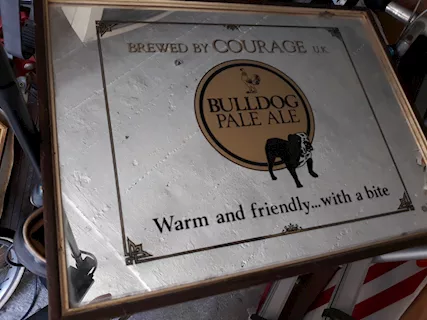 BREWED BY COURAGE U.K.
BULLDOG
PALE ALE
Warm and friendly...with a bite